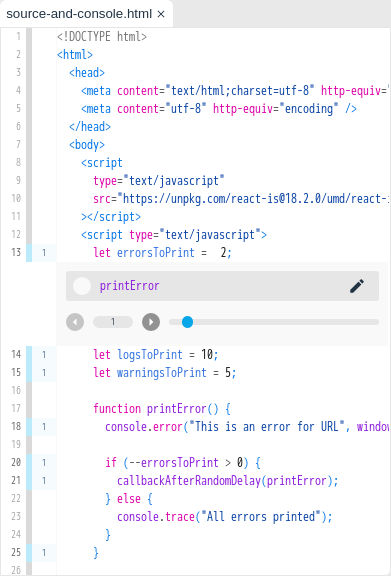 source-and-console.html ×
1 <!DOCTYPE html>
2 <html>
3 <head>
4 <meta content="text/html;charset=utf-8" http-equiv="
5 <meta content="utf-8" http-equiv="encoding" />
6 </head>
7 <body>
8 <script
9 type="text/javascript"
10 src="https://unpkg.com/react-is@18.2.0/umd/react-
11 ></script>
12 <script type="text/javascript">
13 1 let errorsToPrint = 2;
printError
1
14 1 let logsToPrint = 10;
15 1 let warningsToPrint = 5;
16
17 function printError() {
18 1 console.error("This is an error for URL", window
19
20 1 if (--errorsToPrint > 0) {
21 1 callbackAfterRandomDelay(printError);
22 } else {
23 console.trace("All errors printed");
24 }
25 1 }
26